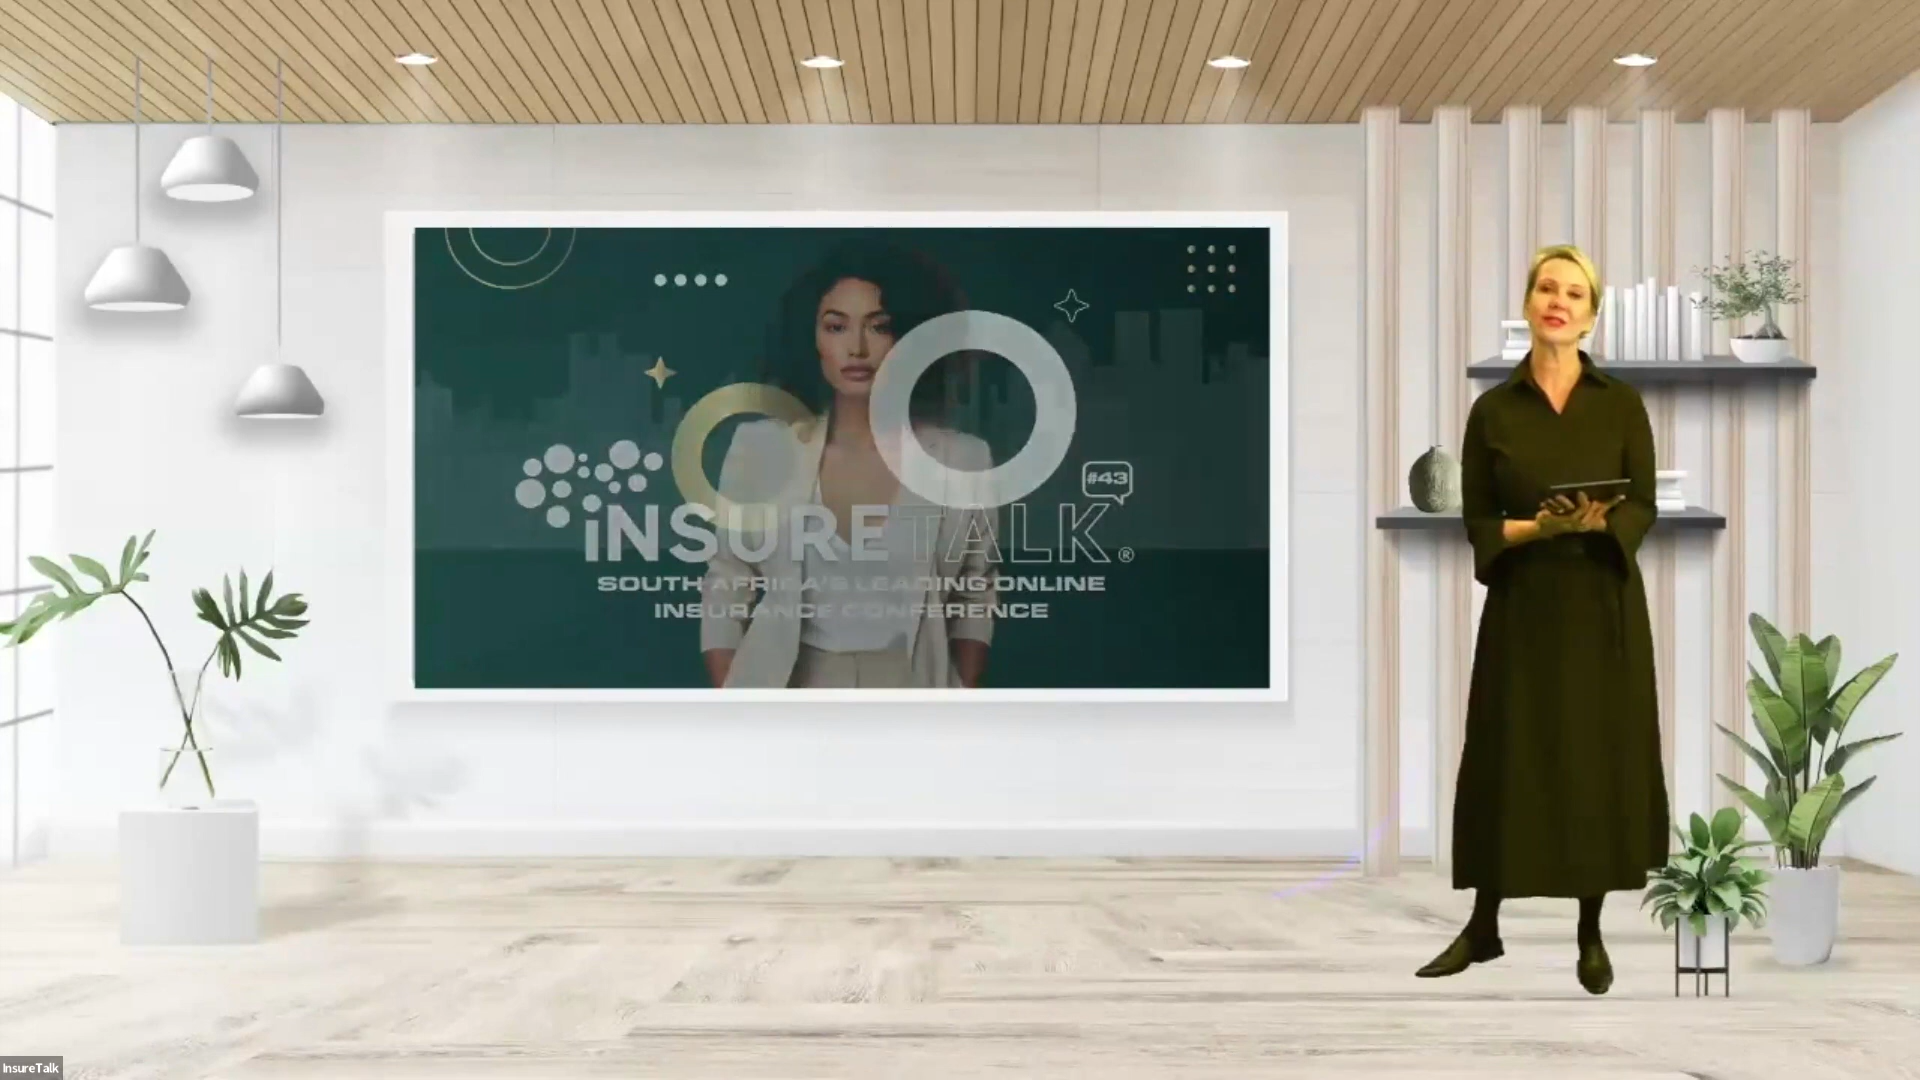 #43
iNSURETALK®
SOUTH AFRICA'S LEADING ONLINE
INSURANCE CONFERENCE
InsureTalk